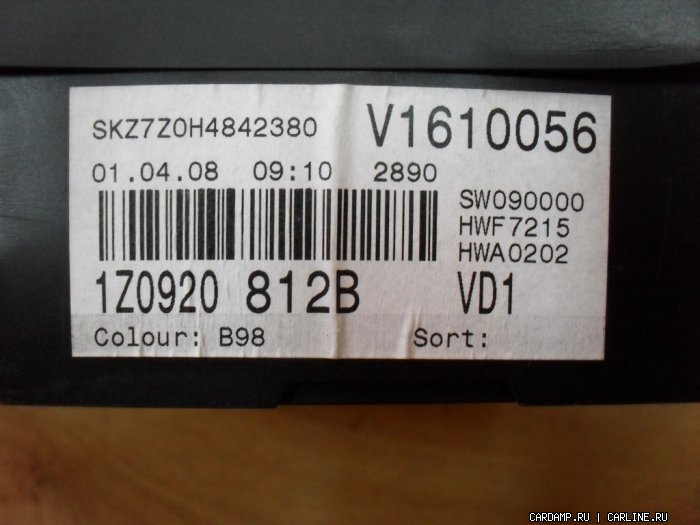 SKZ7Z0H4842380 V1610056
01.04.08 09:10 2890
SW090000
HWF7215
HWA0202
1Z0920 812B VD1
Colour: B98 Sort:
CARDAMP.RU | CARLINE.RU